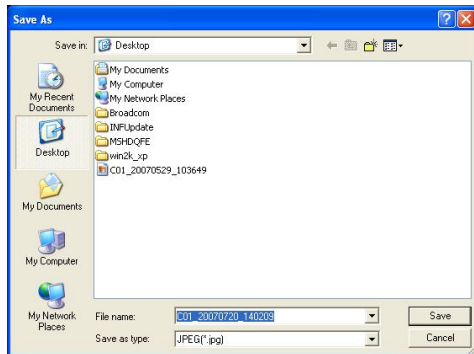 Save As
Save in:
Desktop
My Recent
Documents
Desktop
My Documents
My Computer
My Network
Places
My Documents
My Computer
My Network Places
Broadcom
INFUpdate
MSHDQFE
win2k_xp
C01_20070529_103649
File name:
C01_20070720_140209
Save
Save as type:
JPEG(*.jpg)
Cancel